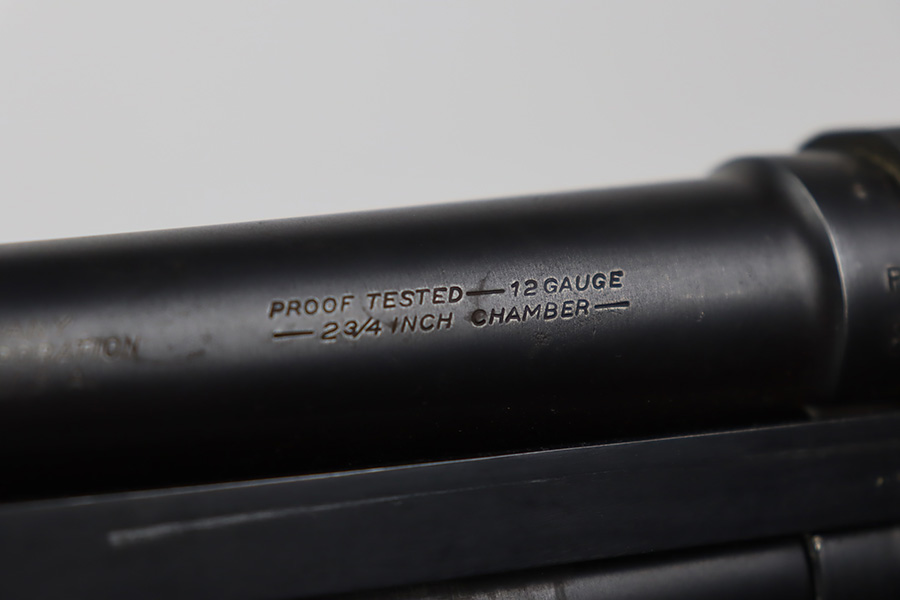 PROOF TESTED—12 GAUGE
—2 3/4 INCH CHAMBER—